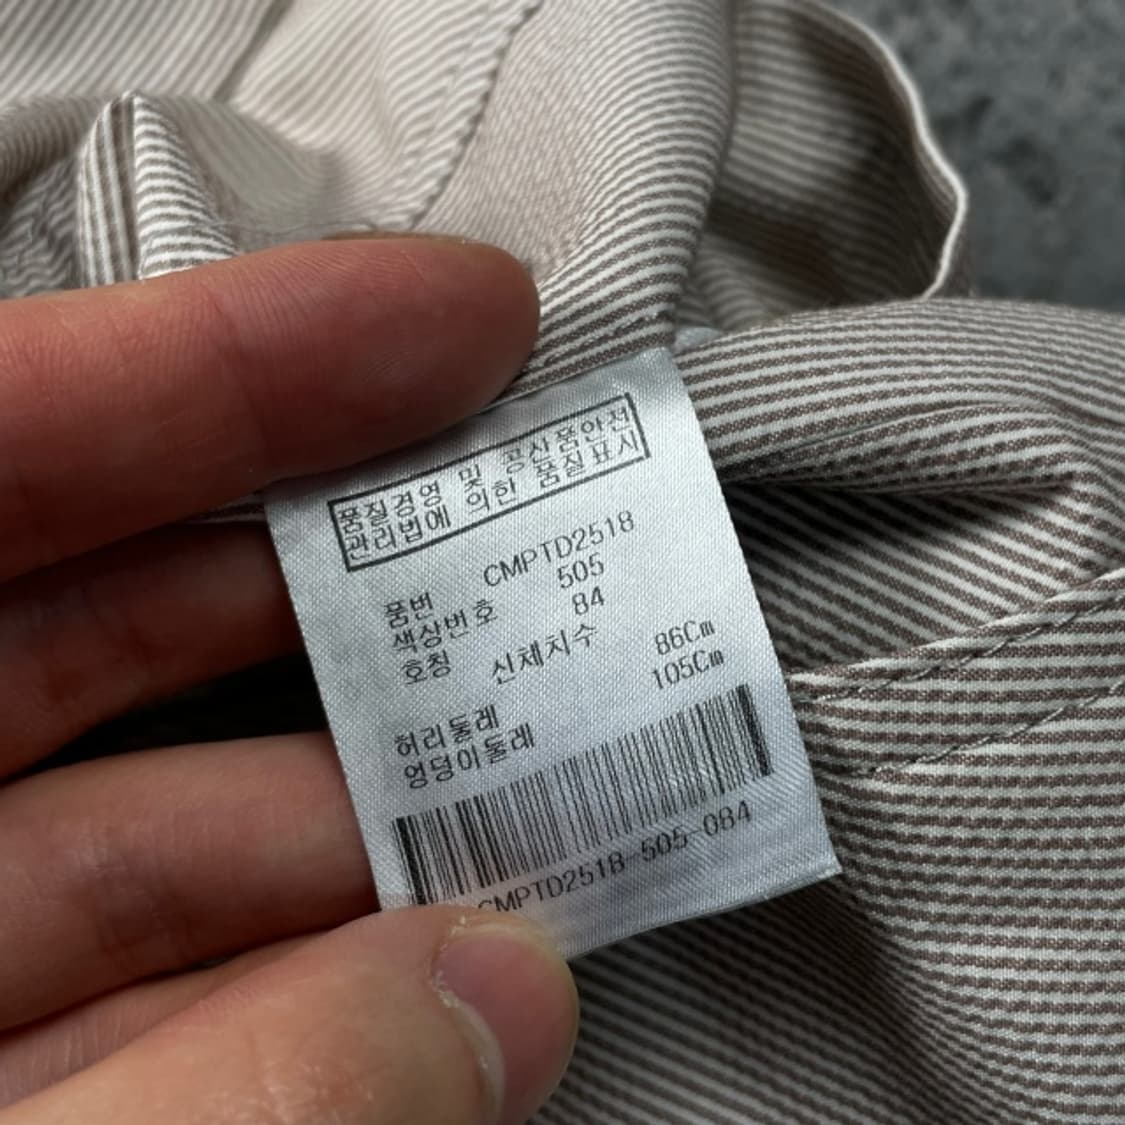 품질경영 및 공산품안전
관리법에 의한 품질표시
품번 CMPTD2518
색상번호 505
호칭 84
신체치수
허리둘레 86Cm
엉덩이둘레 105Cm
CMPTD2518-505-084